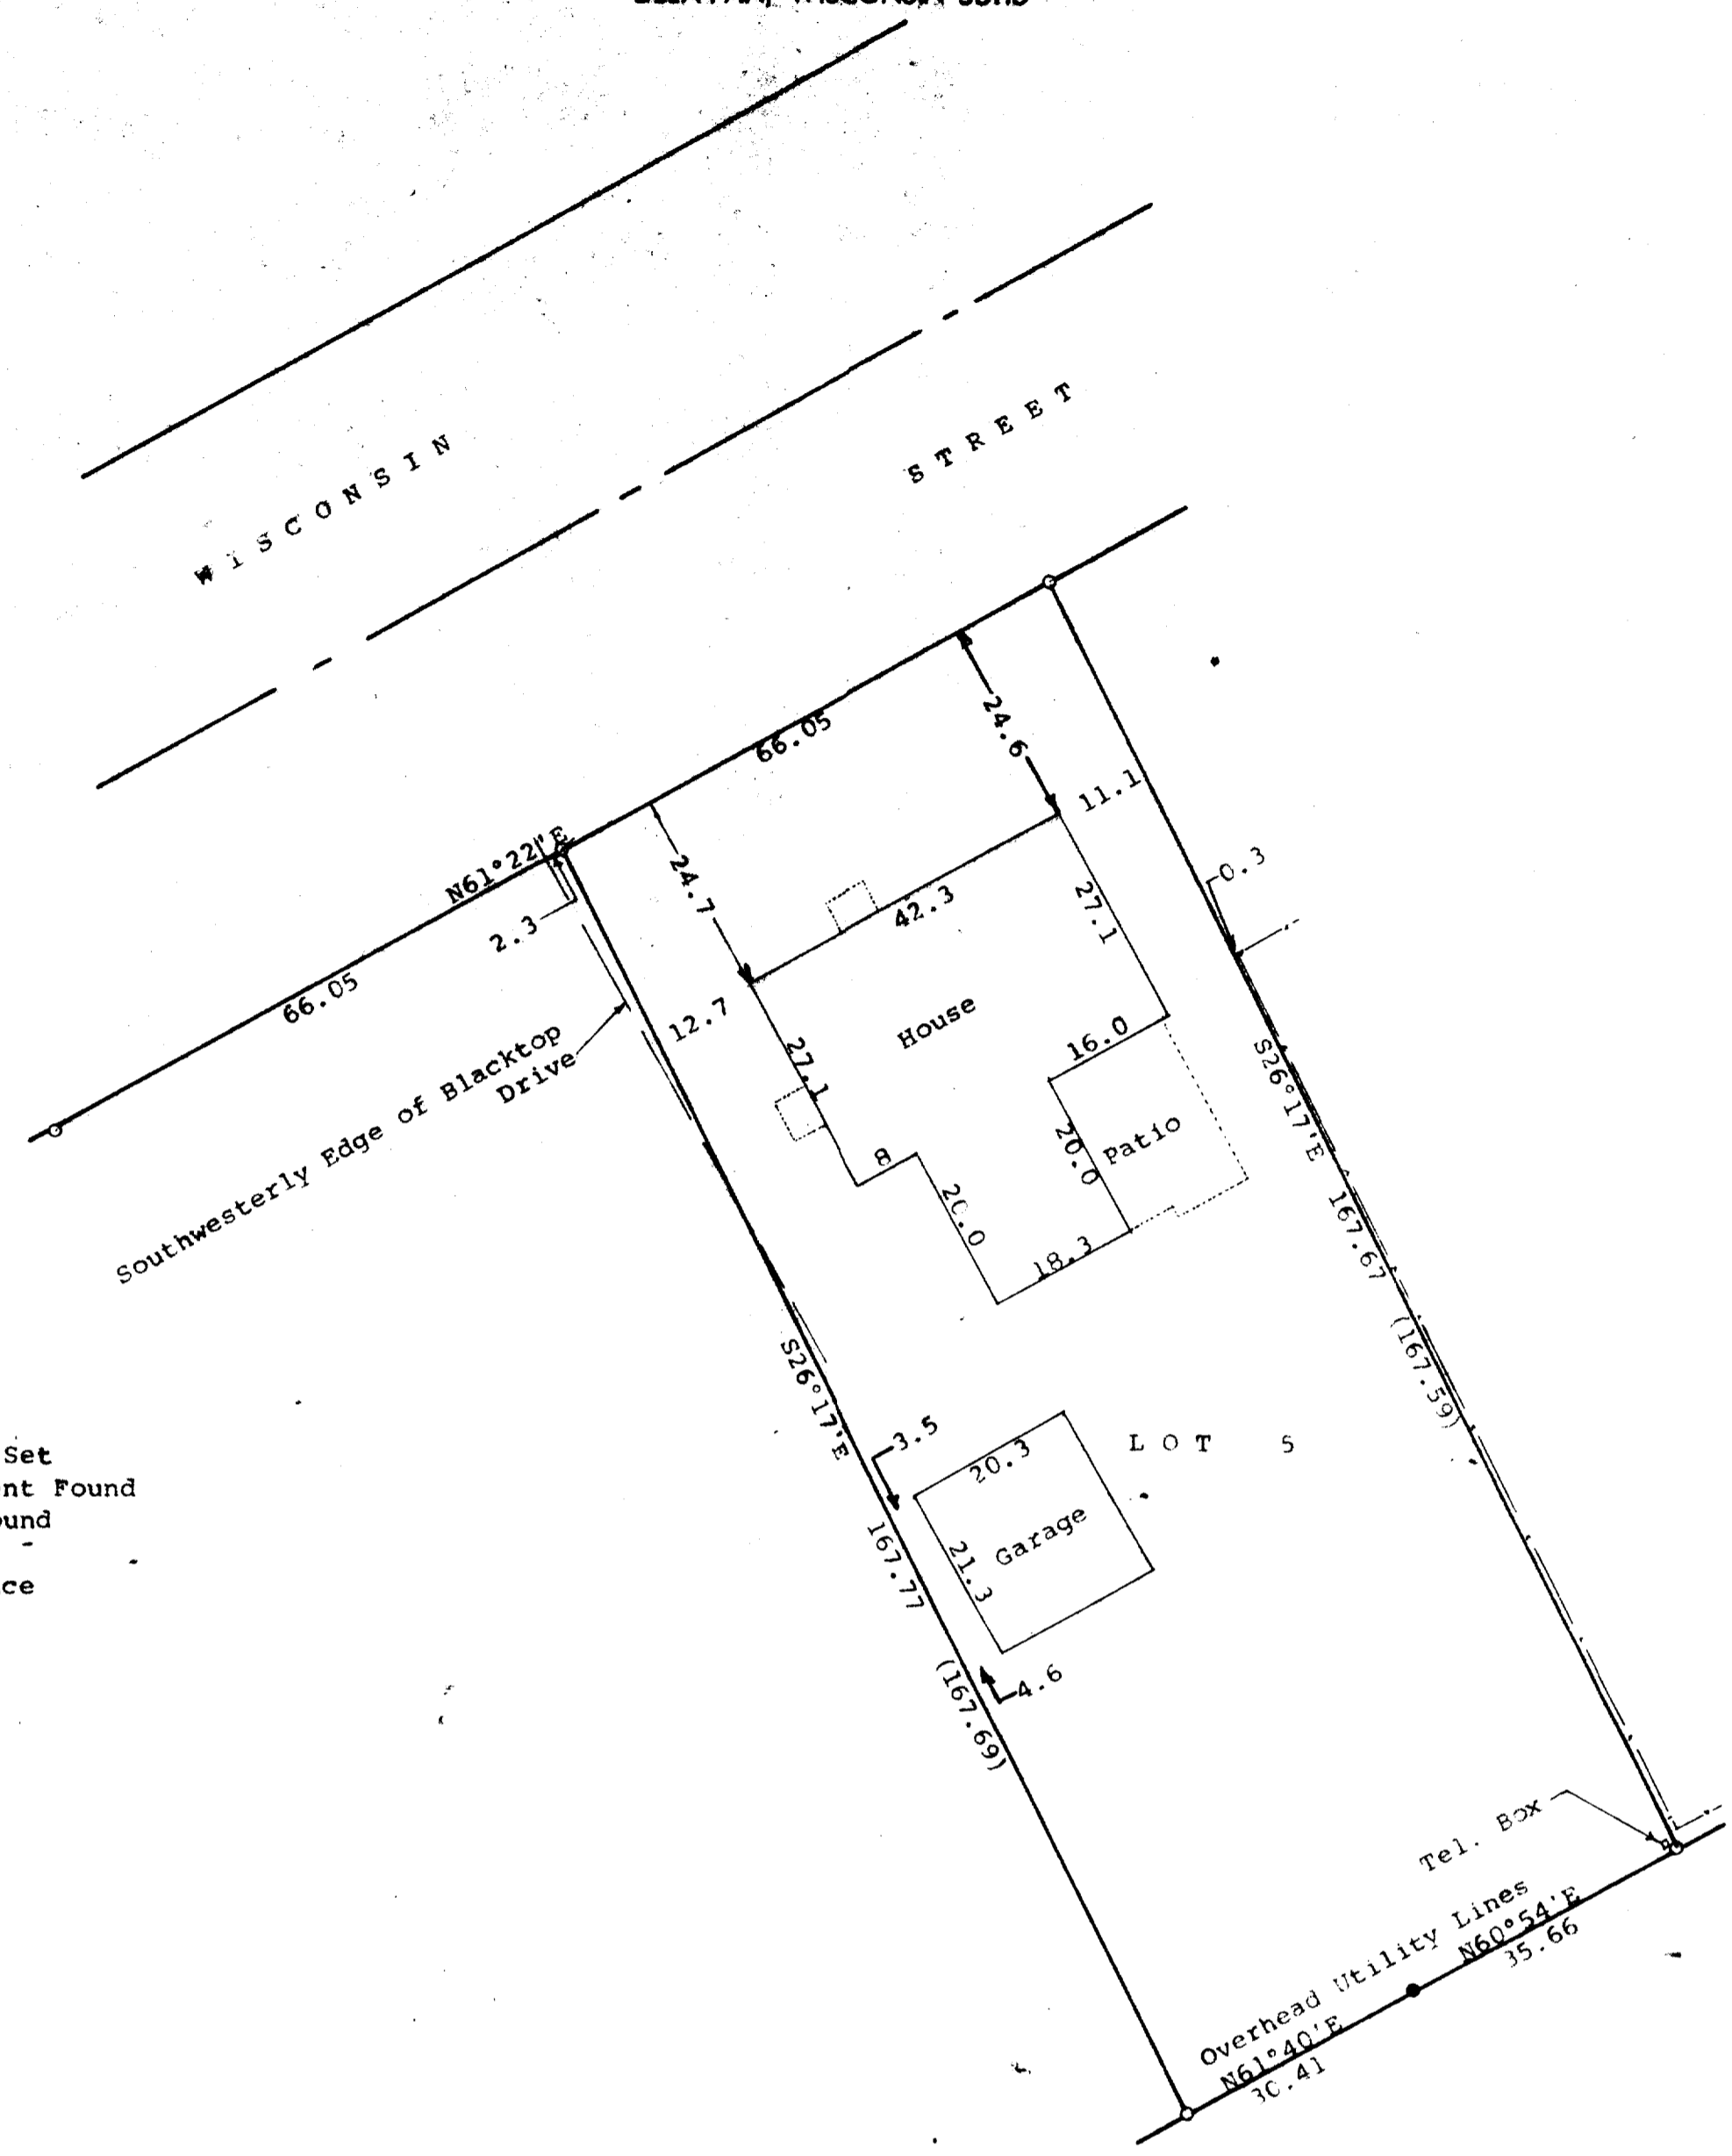 WISCONSIN STREET
66.05
24.6
11.1
N61°22'E
24.7
0.3
2.3
42.3
27.1
66.05
12.7
House
Southwesterly Edge of Blacktop
Drive
27.1
16.0
S26°17'E
Patio
8
20.0
20.0
18.3
167.67
(167.59)
S26°17'E
3.5
20.3
LOT 5
Set
nt Found
ound
ce
Garage
21.3
167.77
4.6
(167.69)
Tel. Box
Overhead Utility Lines
N60°54'E
35.66
N61°40'E
30.41